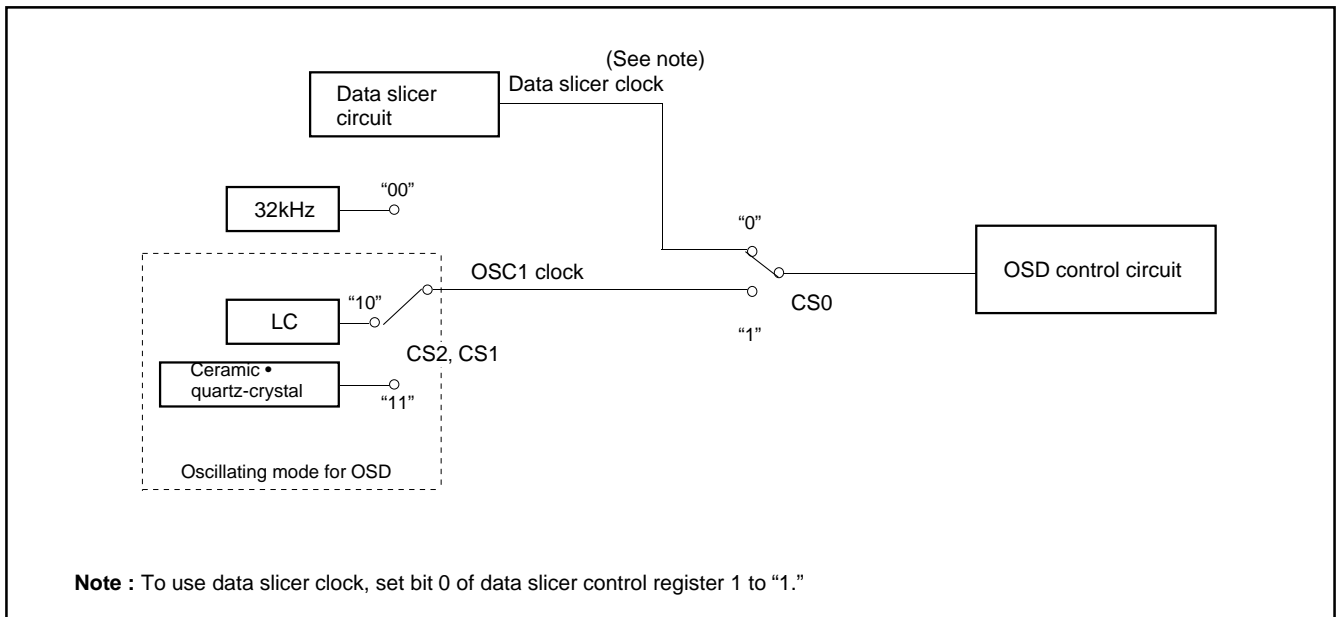 (See note)
Data slicer clock
Data slicer
circuit
“00”
32kHz
“0”
OSC1 clock
OSD control circuit
“10”
LC
CS0
“1”
CS2, CS1
Ceramic •
quartz-crystal
“11”
Oscillating mode for OSD
Note : To use data slicer clock, set bit 0 of data slicer control register 1 to “1.”